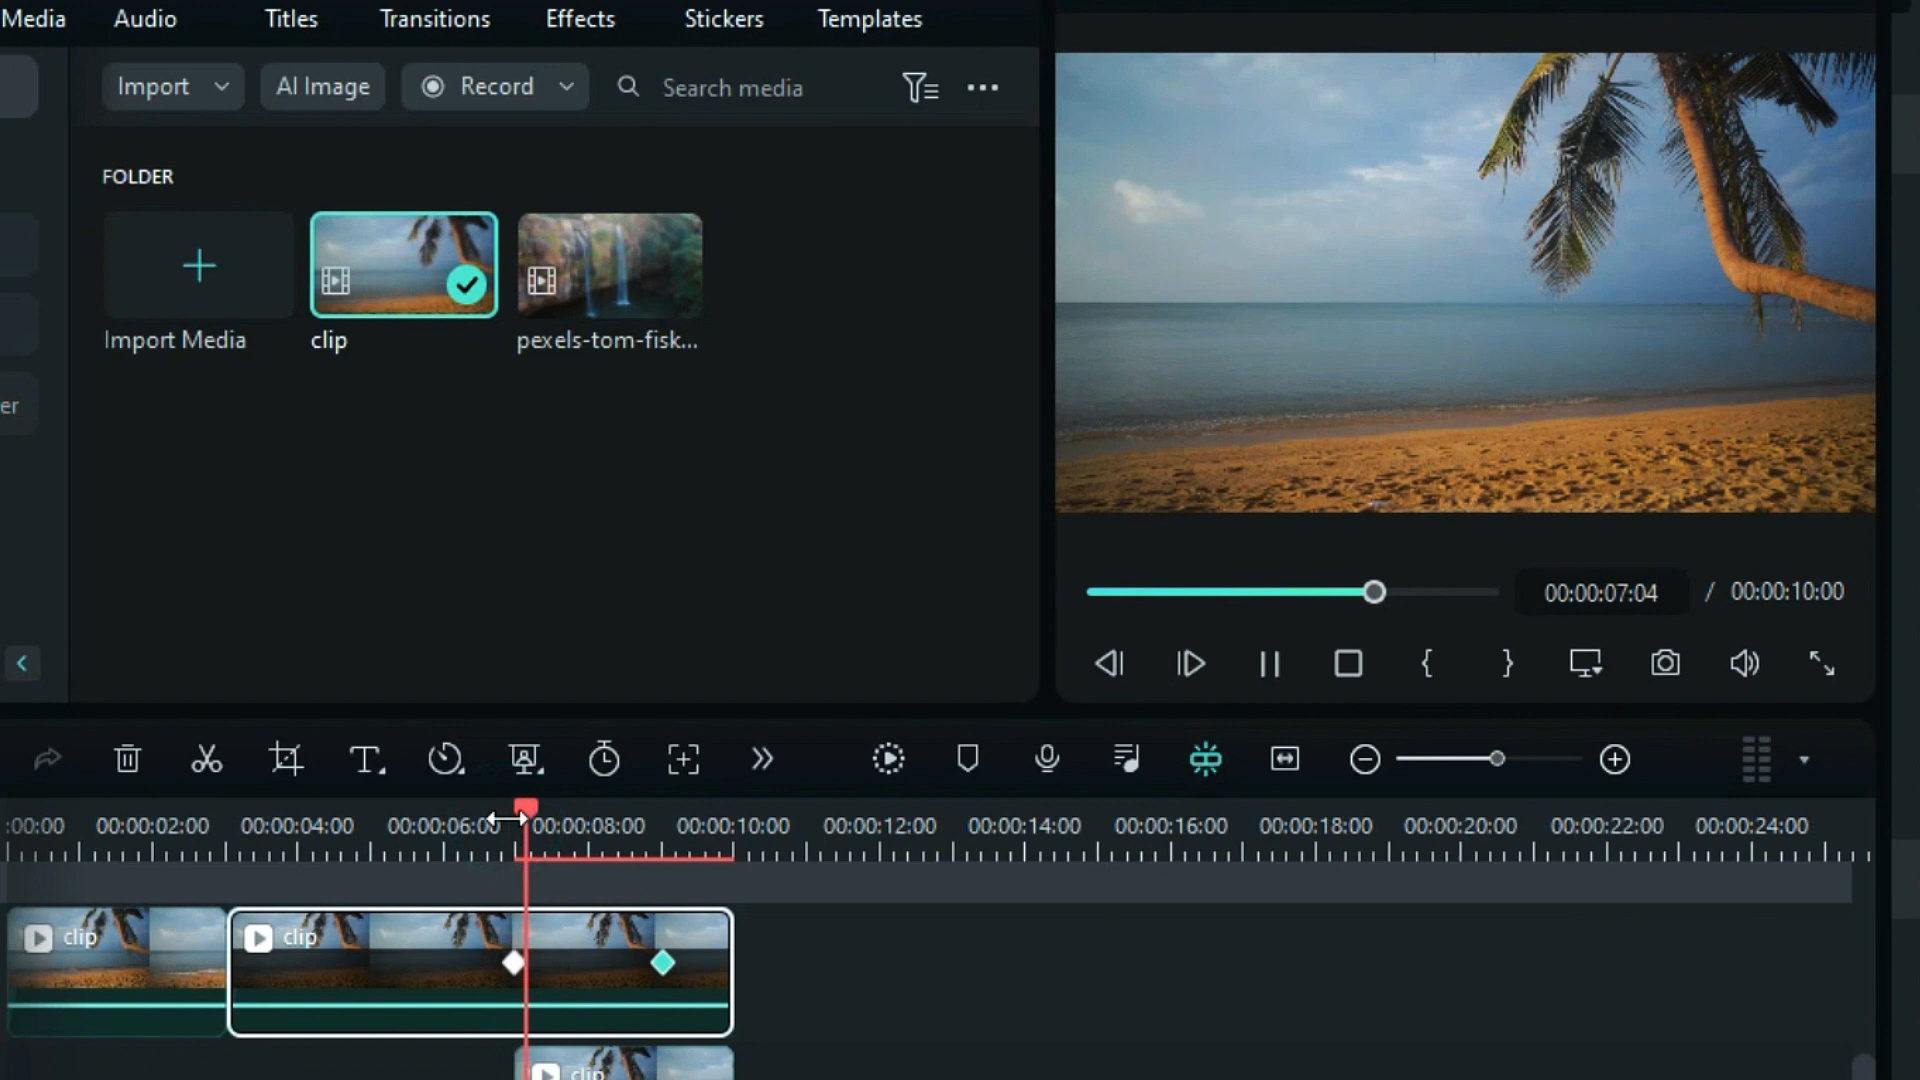 Media Audio Titles Transitions Effects Stickers Templates
Import AI Image Record Search media
FOLDER
Import Media clip pexels-tom-fisk...
er
00:00:07:04 / 00:00:10:00
:00:00 00:00:02:00 00:00:04:00 00:00:06:00 00:00:08:00 00:00:10:00 00:00:12:00 00:00:14:00 00:00:16:00 00:00:18:00 00:00:20:00 00:00:22:00 00:00:24:00
clip clip
clip